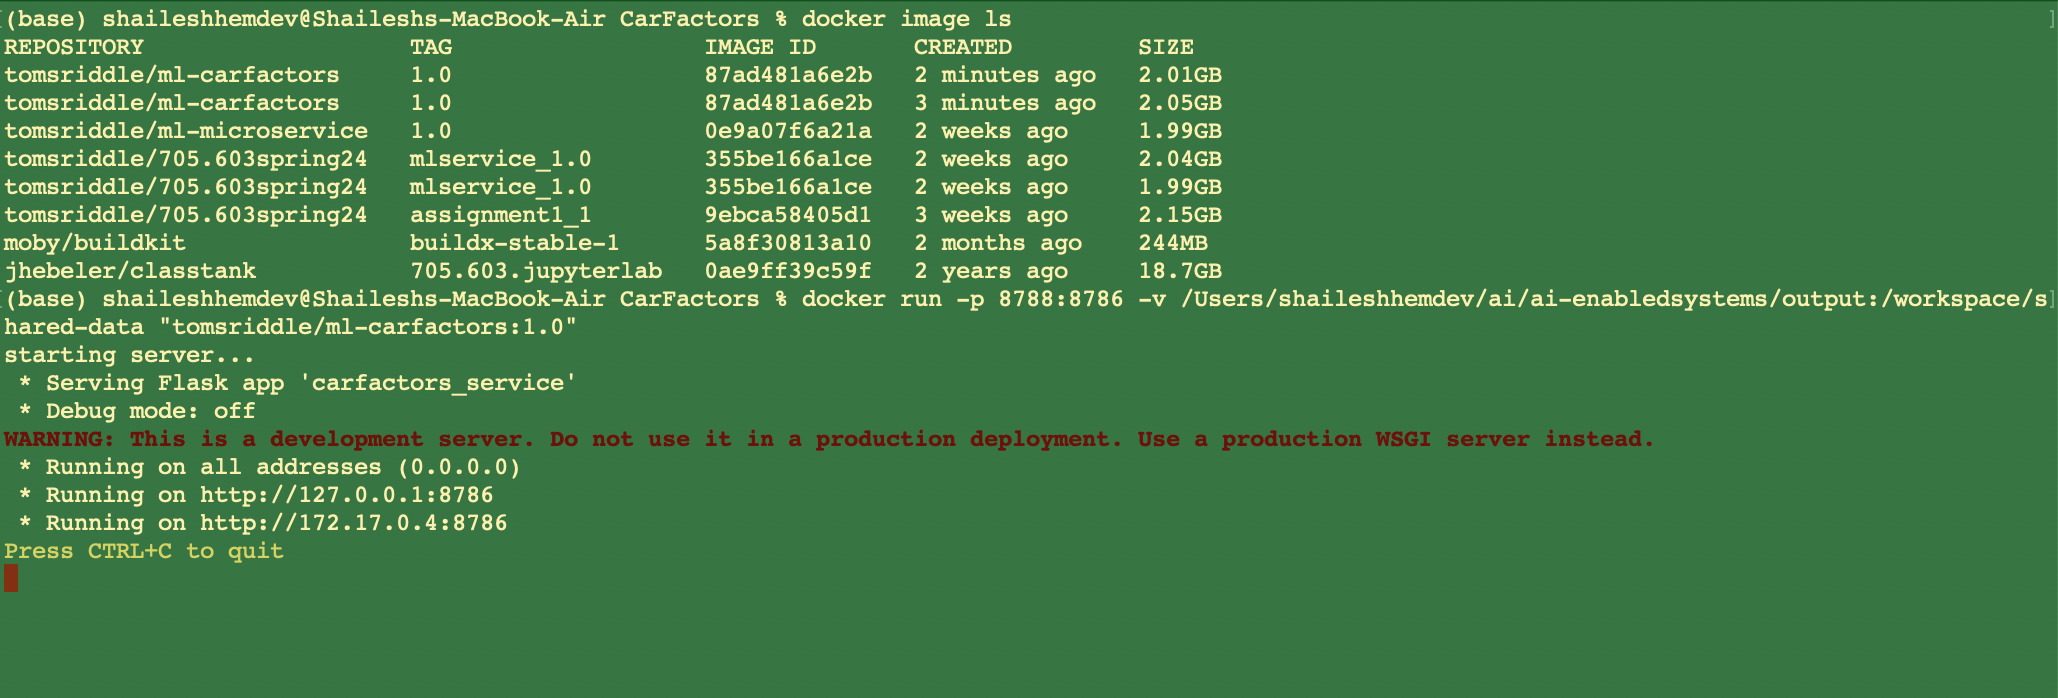 (base) shaileshhemdev@Shaileshs-MacBook-Air CarFactors % docker image ls
REPOSITORY TAG IMAGE ID CREATED SIZE
tomsriddle/ml-carfactors 1.0 87ad481a6e2b 2 minutes ago 2.01GB
tomsriddle/ml-carfactors 1.0 87ad481a6e2b 3 minutes ago 2.05GB
tomsriddle/ml-microservice 1.0 0e9a07f6a21a 2 weeks ago 1.99GB
tomsriddle/705.603spring24 mlservice_1.0 355be166a1ce 2 weeks ago 2.04GB
tomsriddle/705.603spring24 mlservice_1.0 355be166a1ce 2 weeks ago 1.99GB
tomsriddle/705.603spring24 assignment1_1 9ebca58405d1 3 weeks ago 2.15GB
moby/buildkit buildx-stable-1 5a8f30813a10 2 months ago 244MB
jhebeler/classtank 705.603.jupyterlab 0ae9ff39c59f 2 years ago 18.7GB
(base) shaileshhemdev@Shaileshs-MacBook-Air CarFactors % docker run -p 8788:8786 -v /Users/shaileshhemdev/ai/ai-enabledsystems/output:/workspace/s
hared-data "tomsriddle/ml-carfactors:1.0"
starting server...
* Serving Flask app 'carfactors_service'
* Debug mode: off
WARNING: This is a development server. Do not use it in a production deployment. Use a production WSGI server instead.
* Running on all addresses (0.0.0.0)
* Running on http://127.0.0.1:8786
* Running on http://172.17.0.4:8786
Press CTRL+C to quit